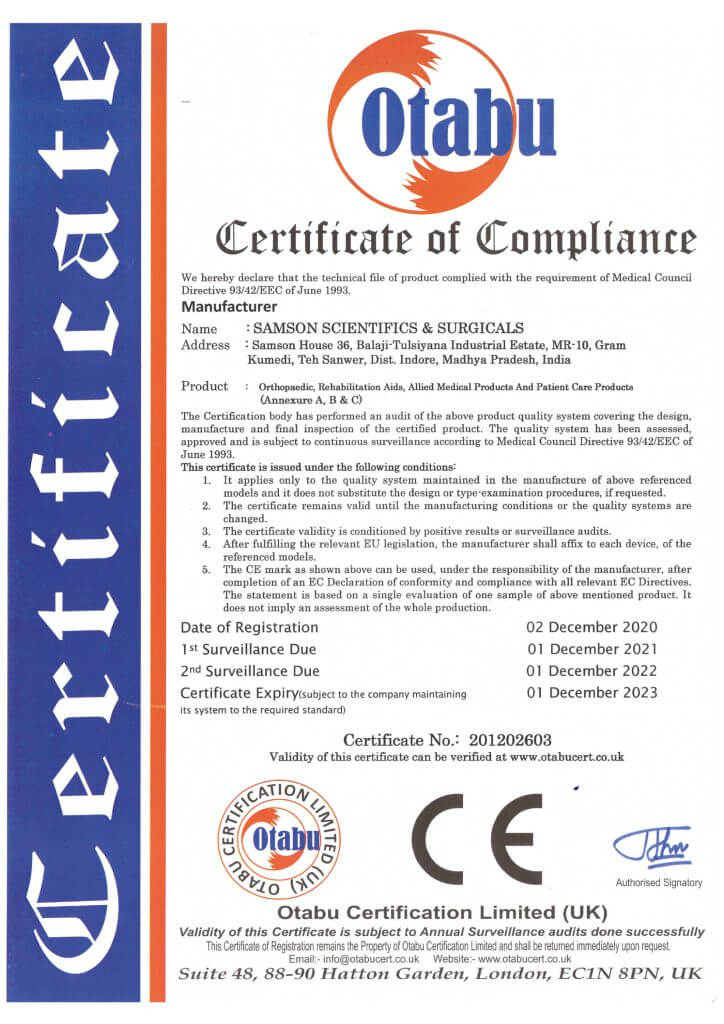 Certificate
Otabu
Certificate of Compliance
We hereby declare that the technical file of product complied with the requirement of Medical Council
Directive 93/42/EEC of June 1993.
Manufacturer
Name : SAMSON SCIENTIFICS & SURGICALS
Address : Samson House 36, Balaji-Tulsiyana Industrial Estate, MR-10, Gram
Kumedi, Teh Sanwer, Dist. Indore, Madhya Pradesh, India
Product : Orthopaedic, Rehabilitation Aids, Allied Medical Products And Patient Care Products
(Annexure A, B & C)
The Certification body has performed an audit of the above product quality system covering the design,
manufacture and final inspection of the certified product. The quality system has been assessed,
approved and is subject to continuous surveillance according to Medical Council Directive 93/42/EEC of
June 1993.
This certificate is issued under the following conditions:
1. It applies only to the quality system maintained in the manufacture of above referenced
models and it does not substitute the design or type-examination procedures, if requested.
2. The certificate remains valid until the manufacturing conditions or the quality systems are
changed.
3. The certificate validity is conditioned by positive results or surveillance audits.
4. After fulfilling the relevant EU legislation, the manufacturer shall affix to each device, of the
referenced models.
5. The CE mark as shown above can be used, under the responsibility of the manufacturer, after
completion of an EC Declaration of conformity and compliance with all relevant EC Directives.
The statement is based on a single evaluation of one sample of above mentioned product. It
does not imply an assessment of the whole production.
Date of Registration 02 December 2020
1st Surveillance Due 01 December 2021
2nd Surveillance Due 01 December 2022
Certificate Expiry(subject to the company maintaining 01 December 2023
its system to the required standard)
Certificate No.: 201202603
Validity of this certificate can be verified at www.otabucert.co.uk
OTABU CERTIFICATION LIMITED (UK)
Otabu
CE
Authorised Signatory
Otabu Certification Limited (UK)
Validity of this Certificate is subject to Annual Surveillance audits done successfully
This Certificate of Registration remains the Property of Otabu Certification Limited and shall be returned immediately upon request.
Email:- info@otabucert.co.uk Website:- www.otabucert.co.uk
Suite 48, 88-90 Hatton Garden, London, EC1N 8PN, UK